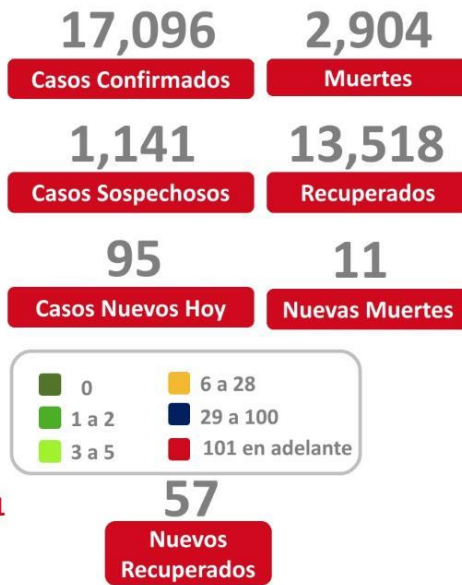 17,096 2,904
Casos Confirmados Muertes
1,141 13,518
Casos Sospechosos Recuperados
95 11
Casos Nuevos Hoy Nuevas Muertes
0 6 a 28
1 a 2 29 a 100
3 a 5 101 en adelante
1 57
Nuevos
Recuperados